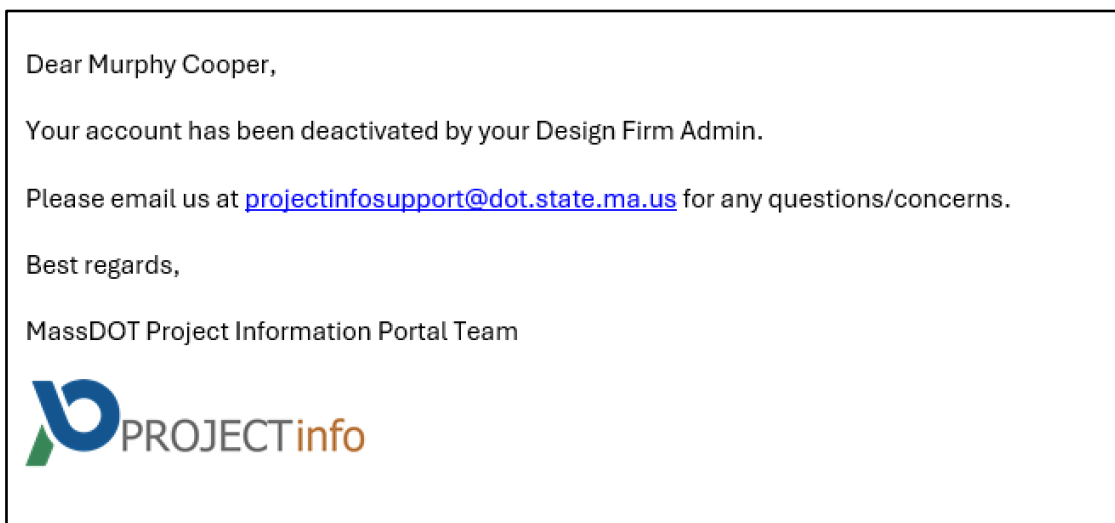 Dear Murphy Cooper,
Your account has been deactivated by your Design Firm Admin.
Please email us at projectinfosupport@dot.state.ma.us for any questions/concerns.
Best regards,
MassDOT Project Information Portal Team
PROJECTinfo